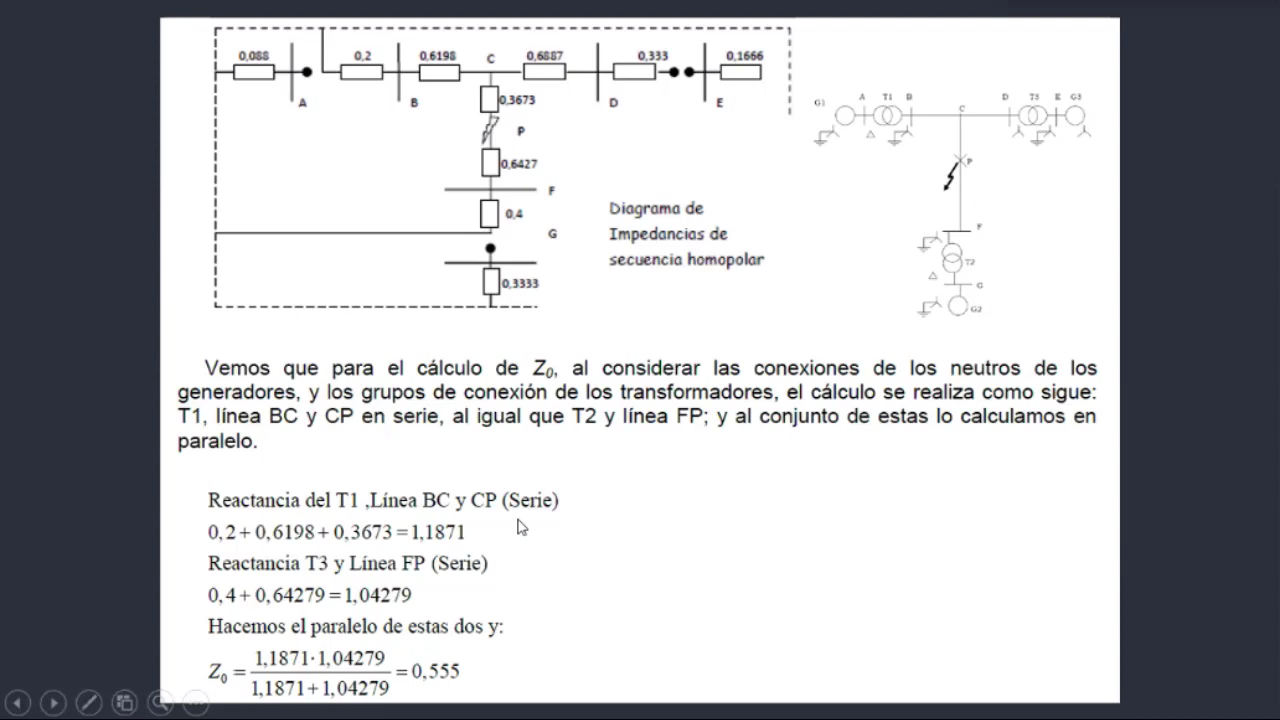 0,088 0,2 0,6198 C 0,6887 0,333 0,1666
A B D E
0,3673
P
0,6427
F
0,4
G
0,3333
Diagrama de
Impedancias de
secuencia homopolar
G1 A T1 B C D T3 E G3
P
F
T2
G
G2
Vemos que para el cálculo de Z0, al considerar las conexiones de los neutros de los
generadores, y los grupos de conexión de los transformadores, el cálculo se realiza como sigue:
T1, línea BC y CP en serie, al igual que T2 y línea FP; y al conjunto de estas lo calculamos en
paralelo.
Reactancia del T1 ,Línea BC y CP (Serie)
0,2+0,6198+0,3673=1,1871
Reactancia T3 y Línea FP (Serie)
0,4+0,64279=1,04279
Hacemos el paralelo de estas dos y:
Z0 = 1,1871·1,04279 / 1,1871+1,04279 = 0,555